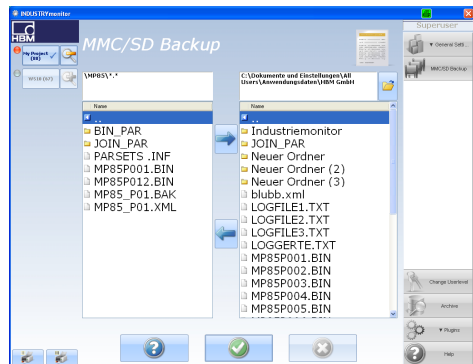 INDUSTRYmonitor
HBM
MMC/SD Backup
Superuser
My Project
(US)
\MP85\*.*
C:\Dokumente und Einstellungen\All
Users\Anwendungsdaten\HBM GmbH
Name
..
BIN_PAR
JOIN_PAR
PARSETS .INF
MP85P001.BIN
MP85P012.BIN
MP85_P01.BAK
MP85_P01.XML
Name
..
Industriemonitor
JOIN_PAR
Neuer Ordner
Neuer Ordner (2)
Neuer Ordner (3)
blubb.xml
LOGFILE1.TXT
LOGFILE2.TXT
LOGFILE3.TXT
LOGGERTE.TXT
MP85P001.BIN
MP85P002.BIN
MP85P003.BIN
MP85P004.BIN
MP85P005.BIN
General Setti...
MMC/SD Backup
Change Userlevel
Archive
Plugins
Help